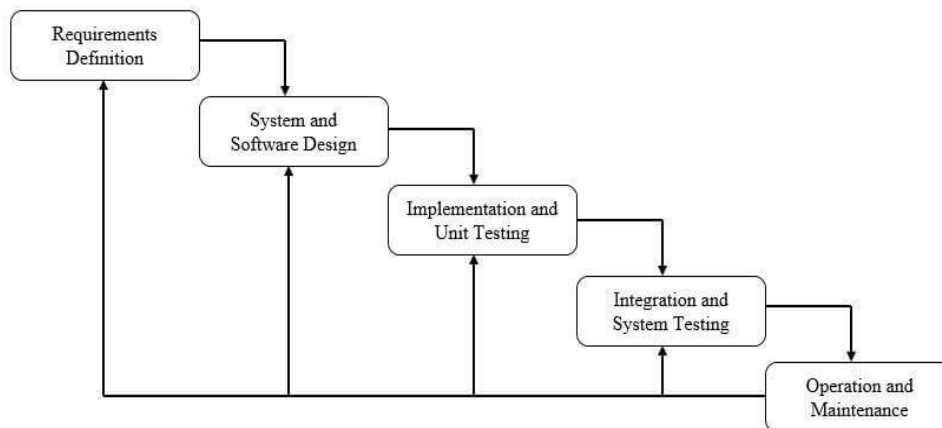 Requirements
Definition
System and
Software Design
Implementation and
Unit Testing
Integration and
System Testing
Operation and
Maintenance